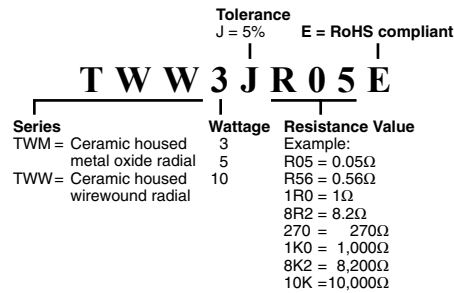 Tolerance
J = 5%
E = RoHS compliant
T W W 3 J R 0 5 E
Series
TWM = Ceramic housed
metal oxide radial
TWW = Ceramic housed
wirewound radial
Wattage
3
5
10
Resistance Value
Example:
R05 = 0.05Ω
R56 = 0.56Ω
1R0 = 1Ω
8R2 = 8.2Ω
270 = 270Ω
1K0 = 1,000Ω
8K2 = 8,200Ω
10K =10,000Ω